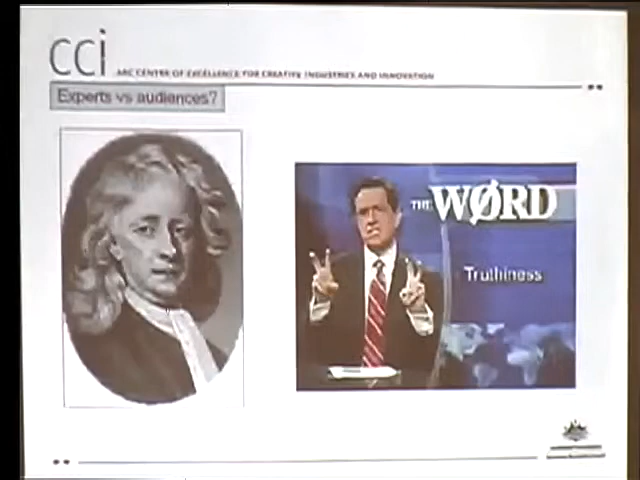 cci
ARC CENTRE OF EXCELLENCE FOR CREATIVE INDUSTRIES AND INNOVATION
Experts vs audiences?
THE WØRD
Truthiness